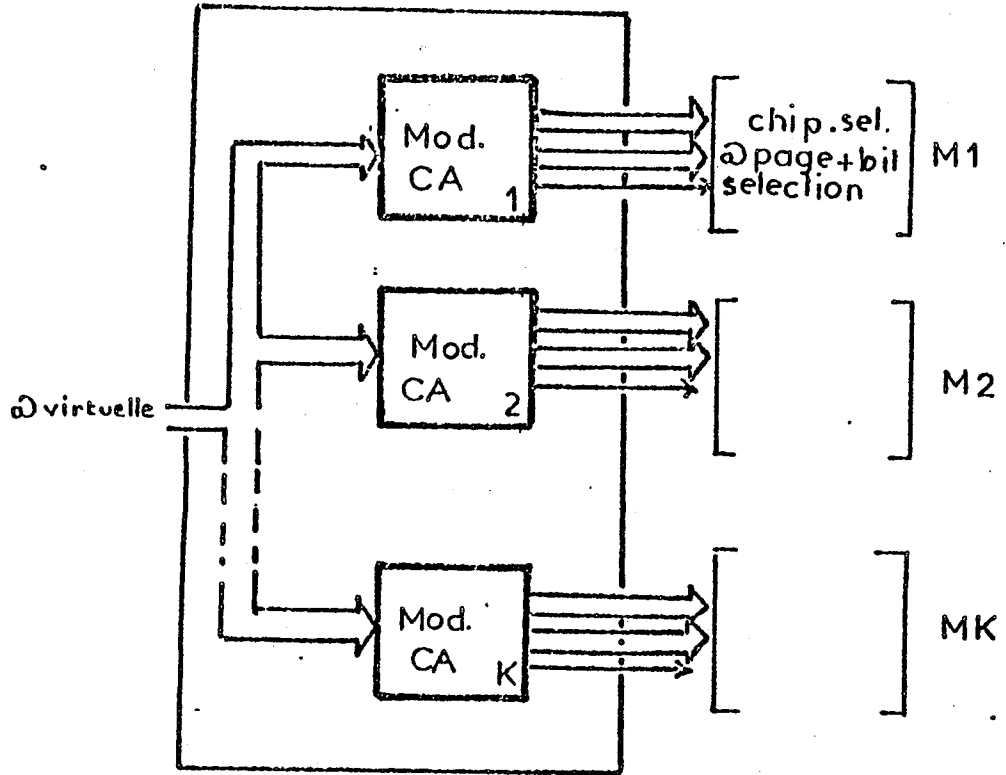 Mod.
CA
1
chip.sel.
@page+bit
selection
M1
@virtuelle
Mod.
CA
2
M2
Mod.
CA
K
MK